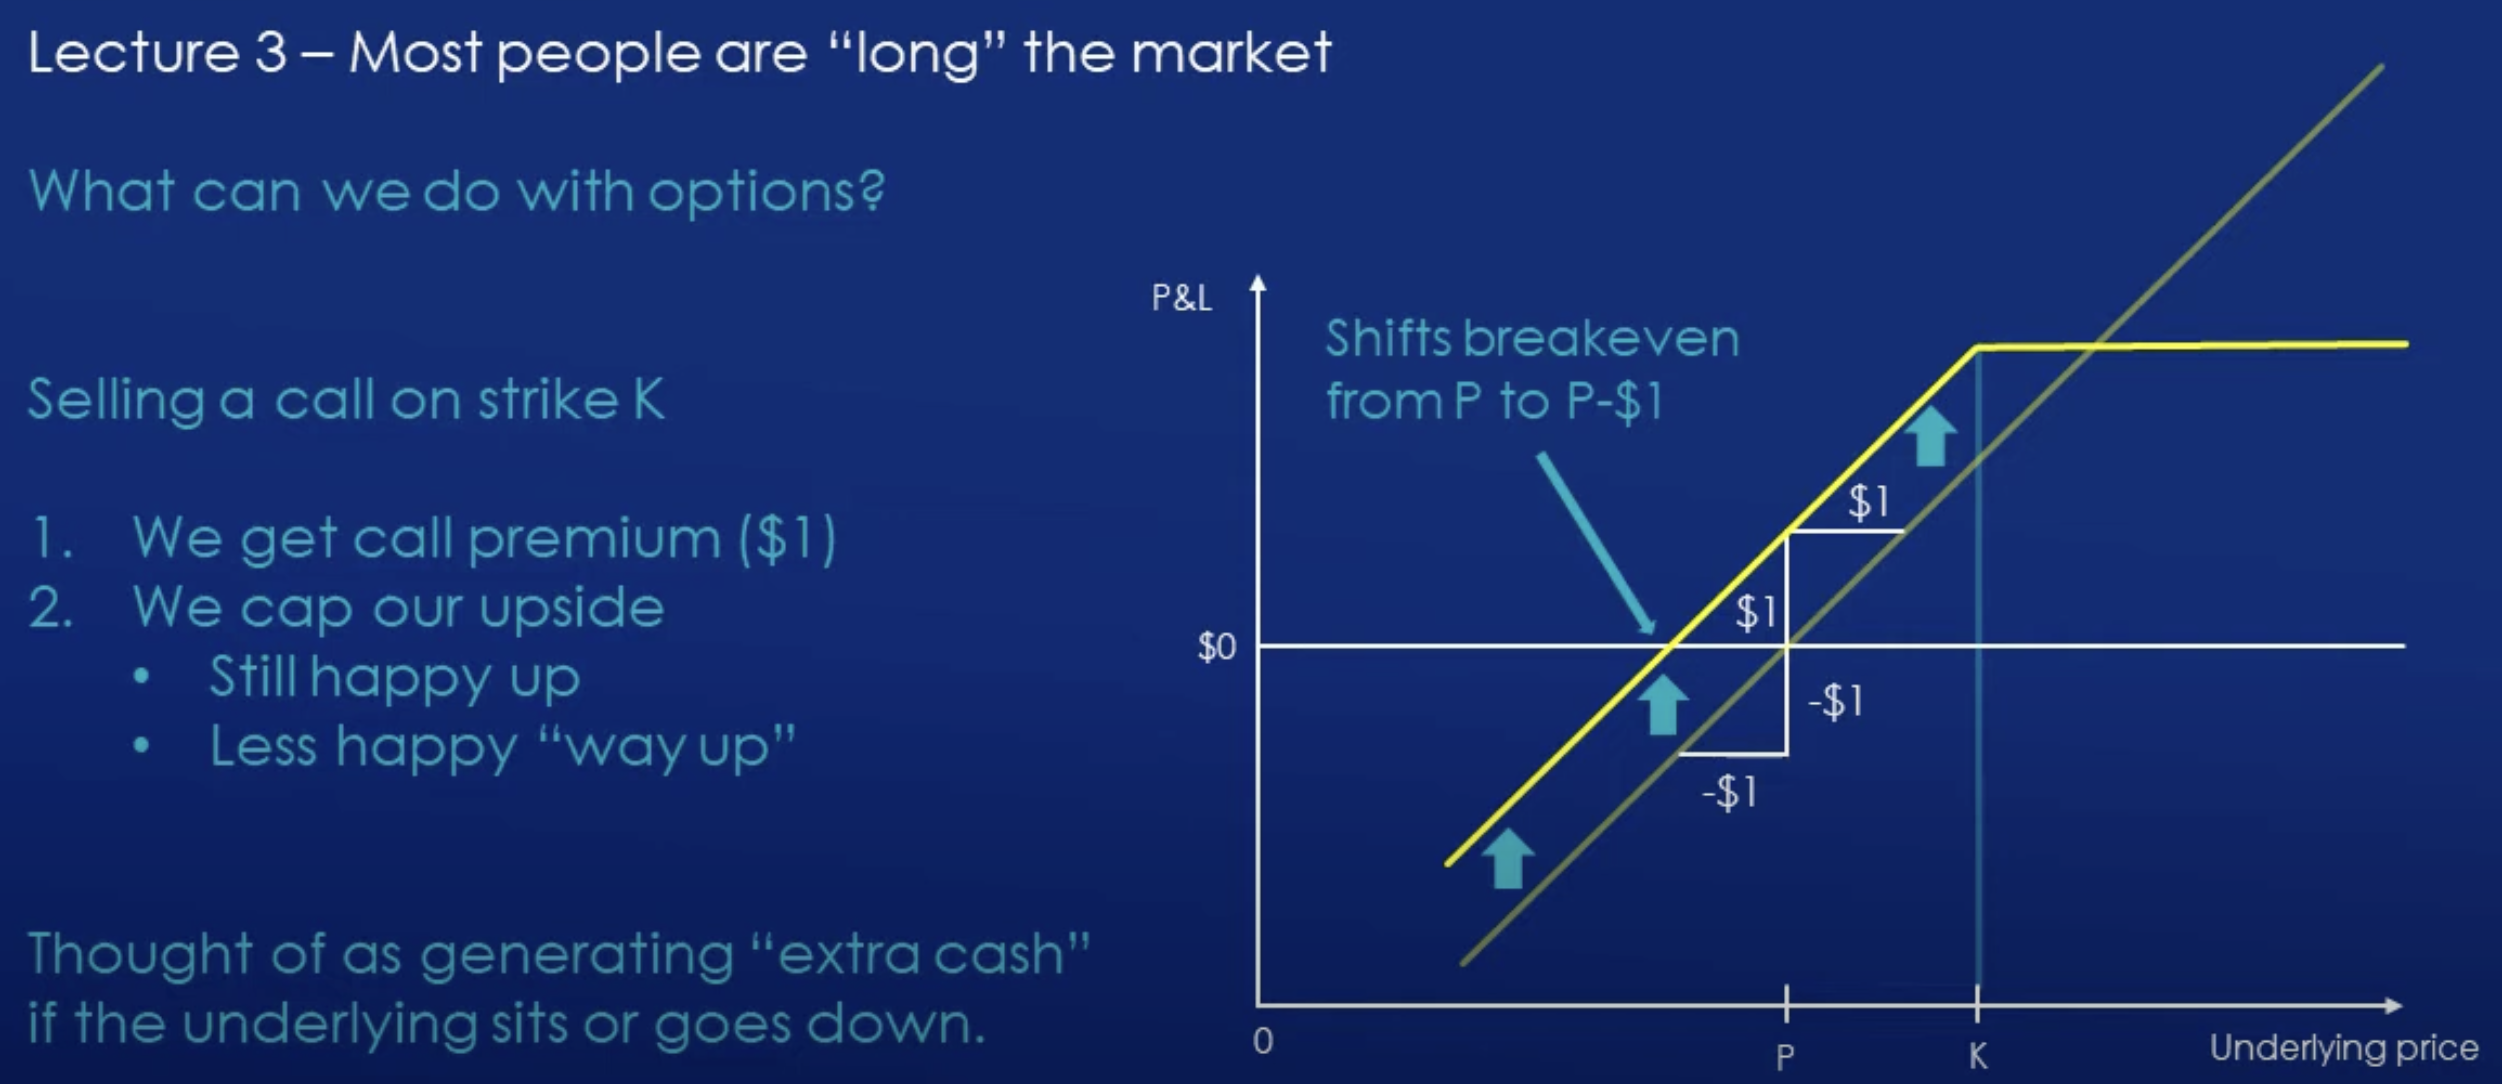 Lecture 3 – Most people are “long” the market
What can we do with options?
Selling a call on strike K
1. We get call premium ($1)
2. We cap our upside
• Still happy up
• Less happy “way up”
Thought of as generating “extra cash”
if the underlying sits or goes down.
P&L
Shifts breakeven
from P to P-$1
$1
$1
$0
-$1
-$1
0
P
K
Underlying price